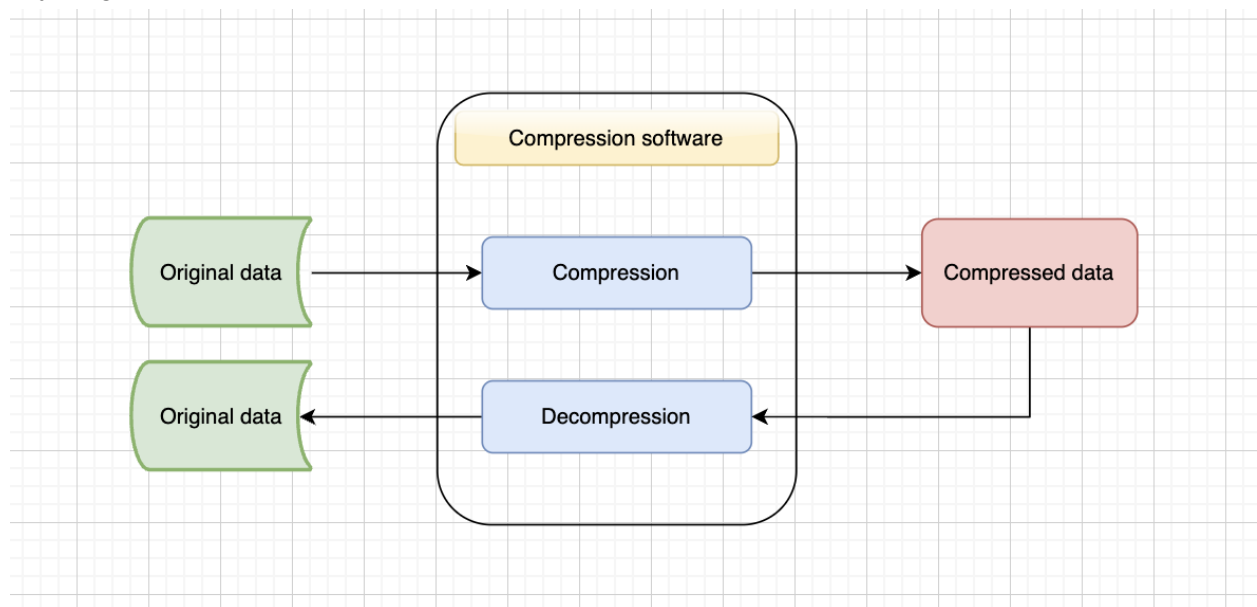 Compression software
Original data
Compression
Compressed data
Original data
Decompression